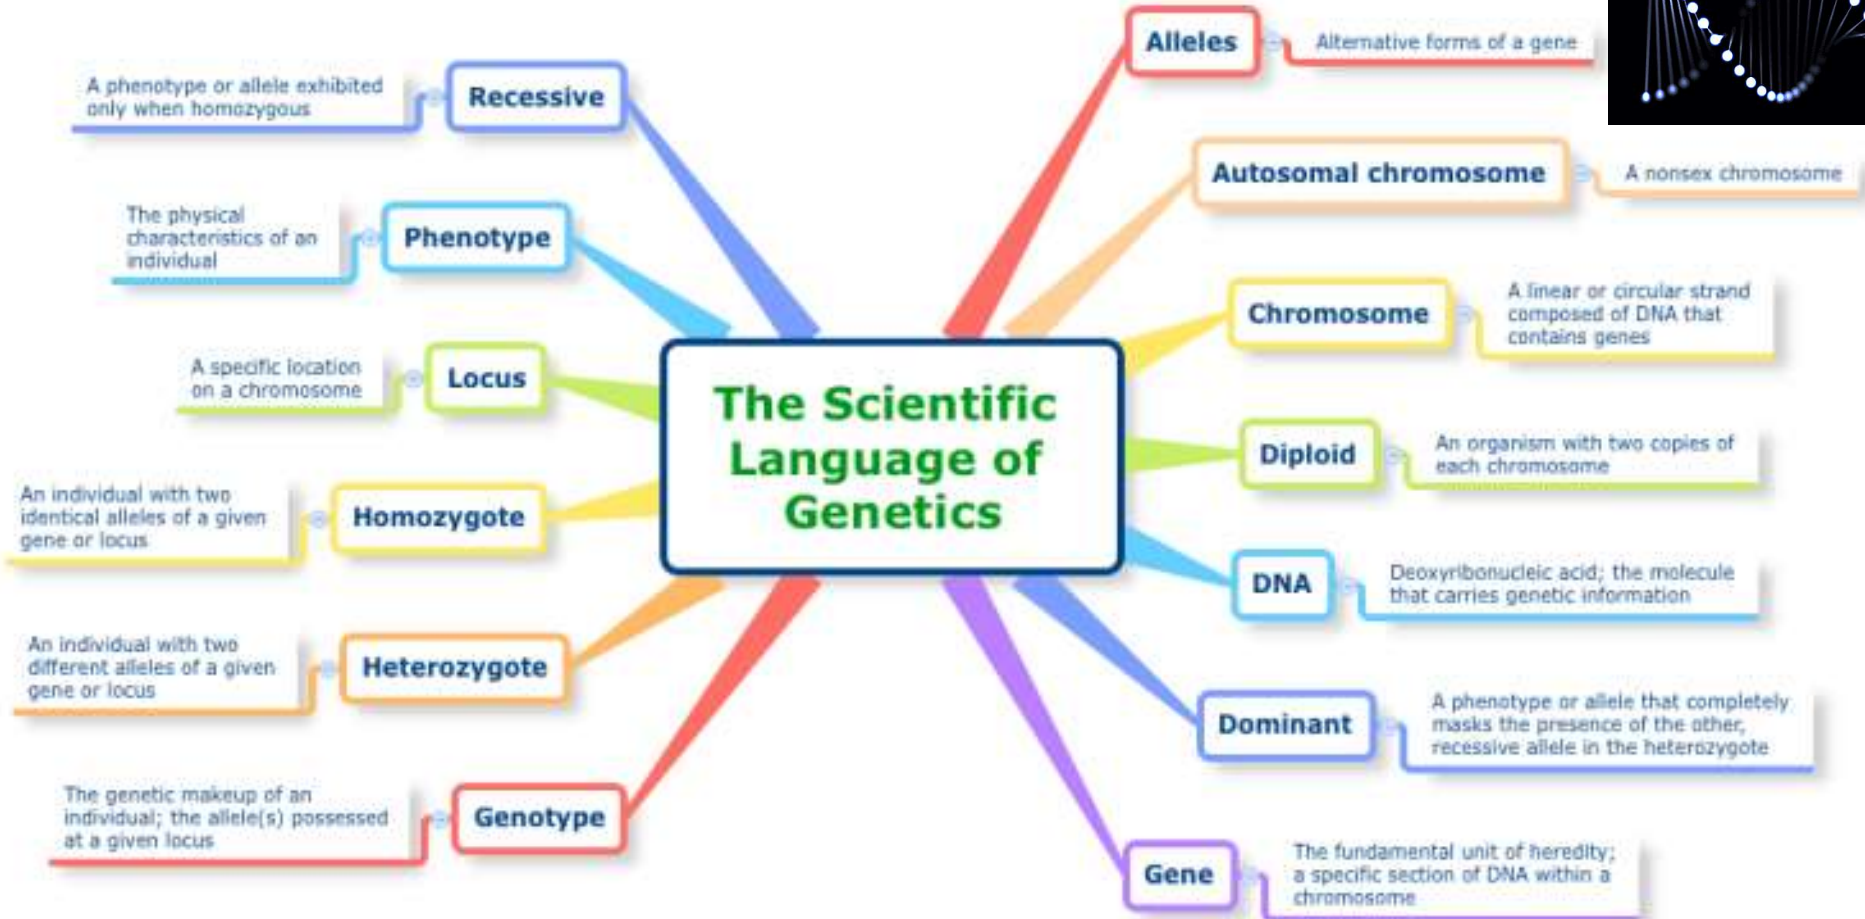 The Scientific
Language of
Genetics
Alleles
Alternative forms of a gene
Autosomal chromosome
A nonsex chromosome
Chromosome
A linear or circular strand
composed of DNA that
contains genes
Diploid
An organism with two copies of
each chromosome
DNA
Deoxyribonucleic acid; the molecule
that carries genetic information
Dominant
A phenotype or allele that completely
masks the presence of the other,
recessive allele in the heterozygote
Gene
The fundamental unit of heredity;
a specific section of DNA within a
chromosome
Recessive
A phenotype or allele exhibited
only when homozygous
Phenotype
The physical
characteristics of an
individual
Locus
A specific location
on a chromosome
Homozygote
An individual with two
identical alleles of a given
gene or locus
Heterozygote
An individual with two
different alleles of a given
gene or locus
Genotype
The genetic makeup of an
individual; the allele(s) possessed
at a given locus